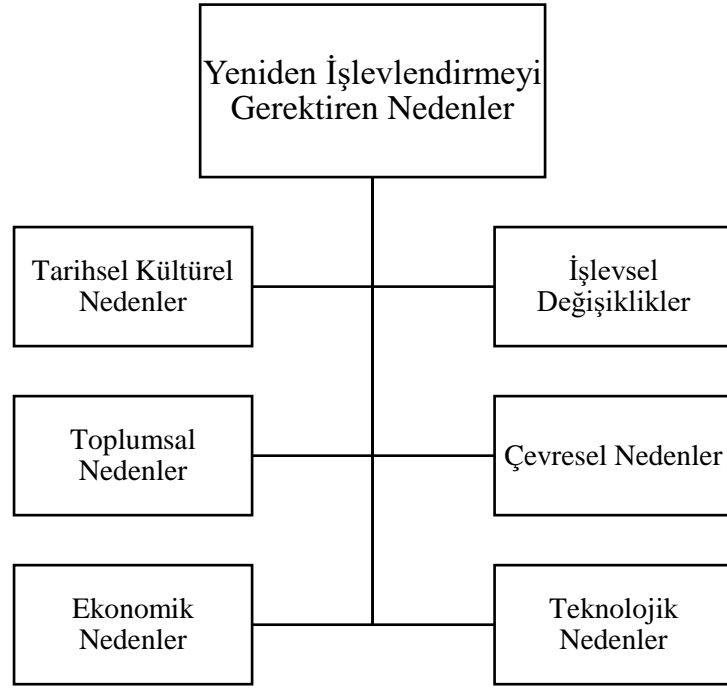 Yeniden İşlevlendirmeyi
Gerektiren Nedenler
Tarihsel Kültürel
Nedenler
İşlevsel
Değişiklikler
Toplumsal
Nedenler
Çevresel Nedenler
Ekonomik
Nedenler
Teknolojik
Nedenler